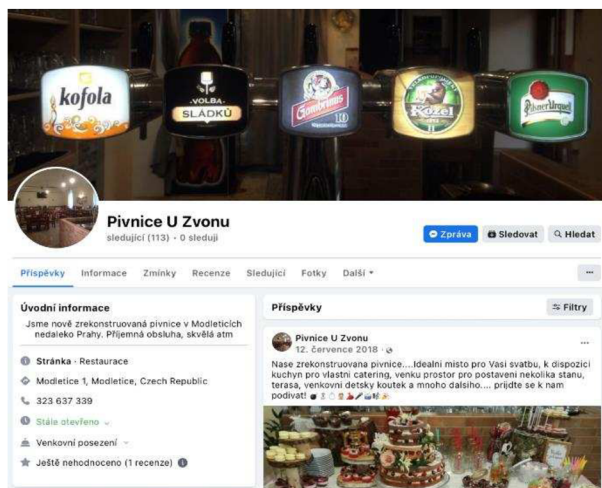 kofola
VOLBA
SLÁDKŮ
Gambrinus
10
Kozel
Pilsner Urquell
Pivnice U Zvonu
sledující (113) • 0 sleduji
Zpráva
Sledovat
Hledat
Příspěvky Informace Zmínky Recenze Sledující Fotky Další
Úvodní informace
Jsme nově zrekonstruovaná pivnice v Modleticích
nedaleko Prahy. Příjemná obsluha, skvělá atm
Stránka · Restaurace
Modletice 1, Modletice, Czech Republic
323 637 339
Stále otevřeno
Venkovní posezení
Ještě nehodnoceno (1 recenze)
Příspěvky
Filtry
Pivnice U Zvonu
12. července 2018 ·
Nase zrekonstruovana pivnice....Idealni misto pro Vasi svatbu, k dispozici
kuchyn pro vlastni catering, venku prostor pro postaveni nekolika stanu,
terasa, venkovni detsky koutek a mnoho dalsiho.... prijdte se k nam
podivat!